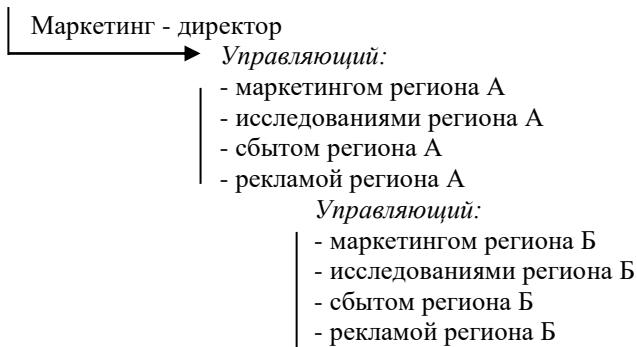 Маркетинг - директор
Управляющий:
- маркетингом региона А
- исследованиями региона А
- сбытом региона А
- рекламой региона А
Управляющий:
- маркетингом региона Б
- исследованиями региона Б
- сбытом региона Б
- рекламой региона Б